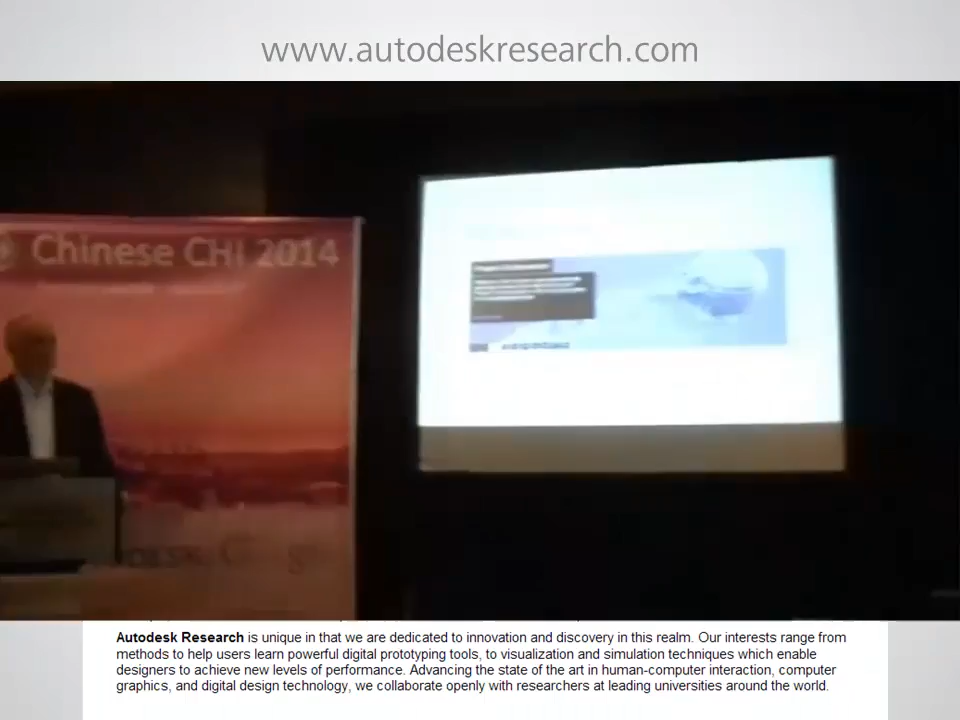 www.autodeskresearch.com
Chinese CHI 2014
Autodesk Research is unique in that we are dedicated to innovation and discovery in this realm. Our interests range from
methods to help users learn powerful digital prototyping tools, to visualization and simulation techniques which enable
designers to achieve new levels of performance. Advancing the state of the art in human-computer interaction, computer
graphics, and digital design technology, we collaborate openly with researchers at leading universities around the world.